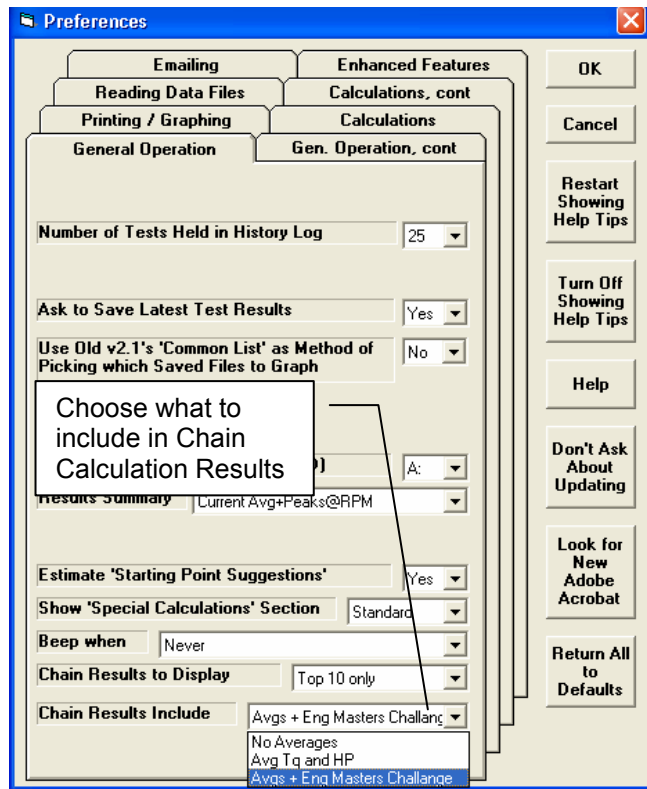 Preferences
Emailing
Enhanced Features
Reading Data Files
Calculations, cont
Printing / Graphing
Calculations
General Operation
Gen. Operation, cont
Number of Tests Held in History Log
25
Ask to Save Latest Test Results
Yes
Use Old v2.1's 'Common List' as Method of
Picking which Saved Files to Graph
No
Choose what to
include in Chain
Calculation Results
A:
Results Summary
Current Avg+Peaks@RPM
Estimate 'Starting Point Suggestions'
Yes
Show 'Special Calculations' Section
Standard
Beep when
Never
Chain Results to Display
Top 10 only
Chain Results Include
Avgs + Eng Masters Challang
No Averages
Avg Tq and HP
Avgs + Eng Masters Challange
OK
Cancel
Restart
Showing
Help Tips
Turn Off
Showing
Help Tips
Help
Don't Ask
About
Updating
Look for
New
Adobe
Acrobat
Return All
to
Defaults